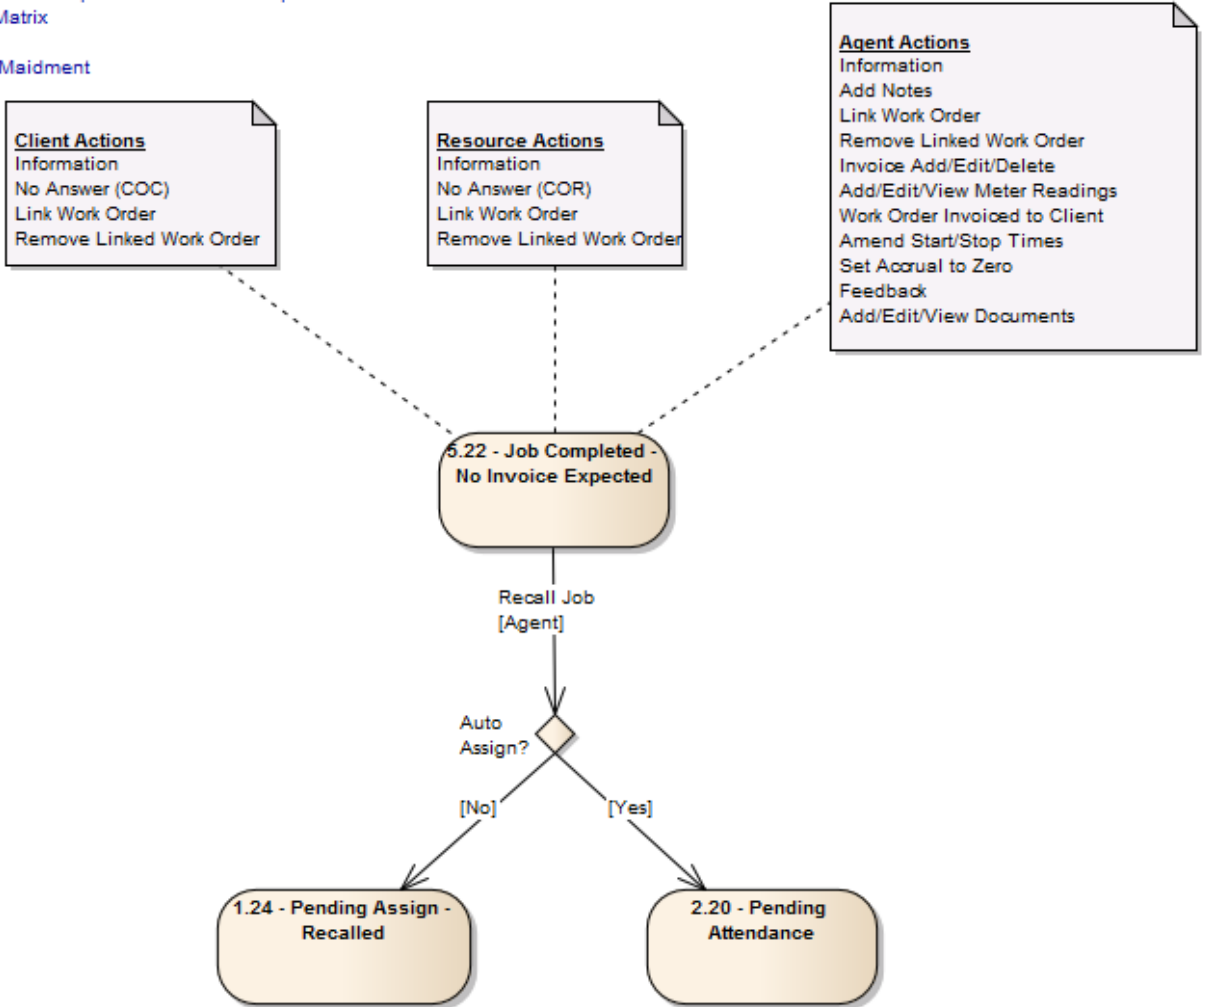 Matrix
Maidment
Client Actions
Information
No Answer (COC)
Link Work Order
Remove Linked Work Order
Resource Actions
Information
No Answer (COR)
Link Work Order
Remove Linked Work Order
Agent Actions
Information
Add Notes
Link Work Order
Remove Linked Work Order
Invoice Add/Edit/Delete
Add/Edit/View Meter Readings
Work Order Invoiced to Client
Amend Start/Stop Times
Set Accrual to Zero
Feedback
Add/Edit/View Documents
5.22 - Job Completed -
No Invoice Expected
Recall Job
[Agent]
Auto
Assign?
[No]
[Yes]
1.24 - Pending Assign -
Recalled
2.20 - Pending
Attendance